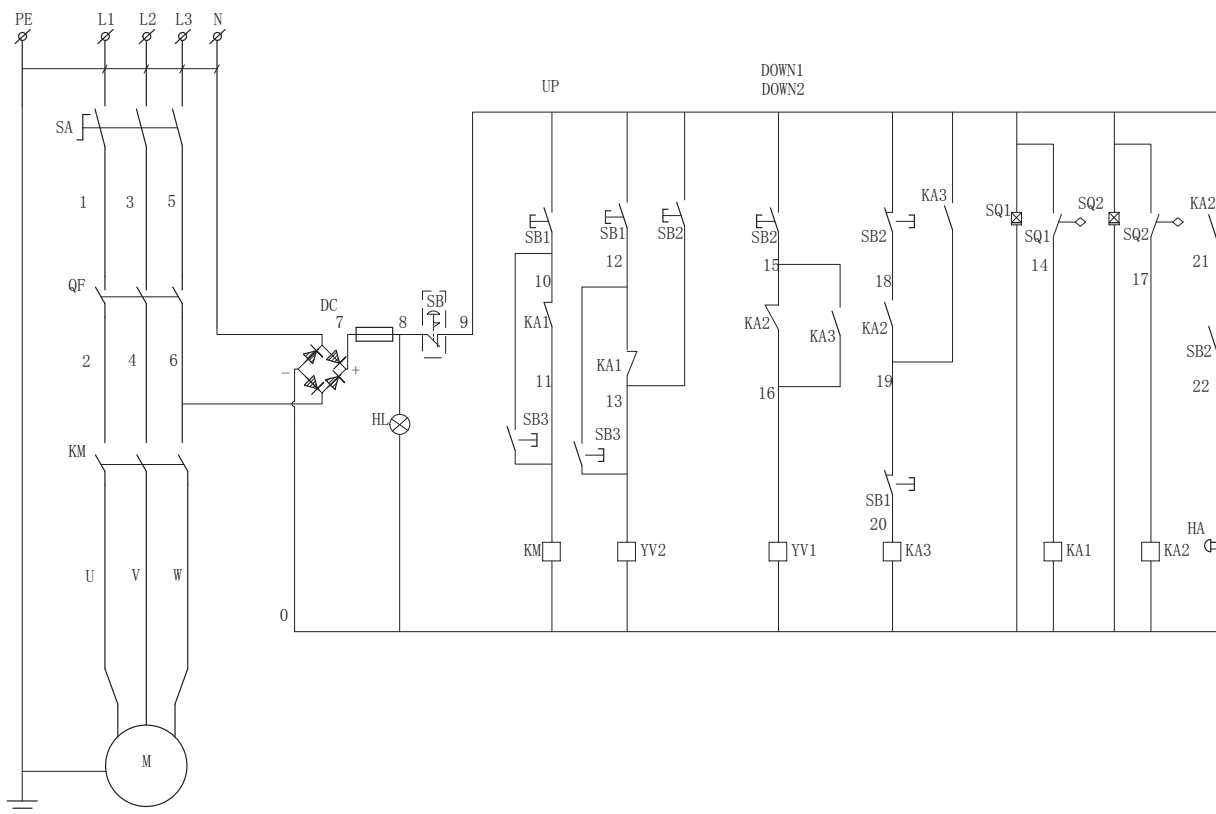 PE L1 L2 L3 N
DOWN1
UP DOWN2
SA
1 3 5 KA3 SQ1 SQ2 KA2
SB1 SB1 SB2 SB2 SB2 SQ1 SQ2
12 15 14 17 21
QF 10 18
DC 7 8 SB 9
KA1 KA2 KA3 KA2
2 4 6 SB2
- + KA1 11 16 19 22
13
HL SB3 SB3
KM
SB1
20 HA
KM YV2 YV1 KA3 KA1 KA2
U V W
0
M